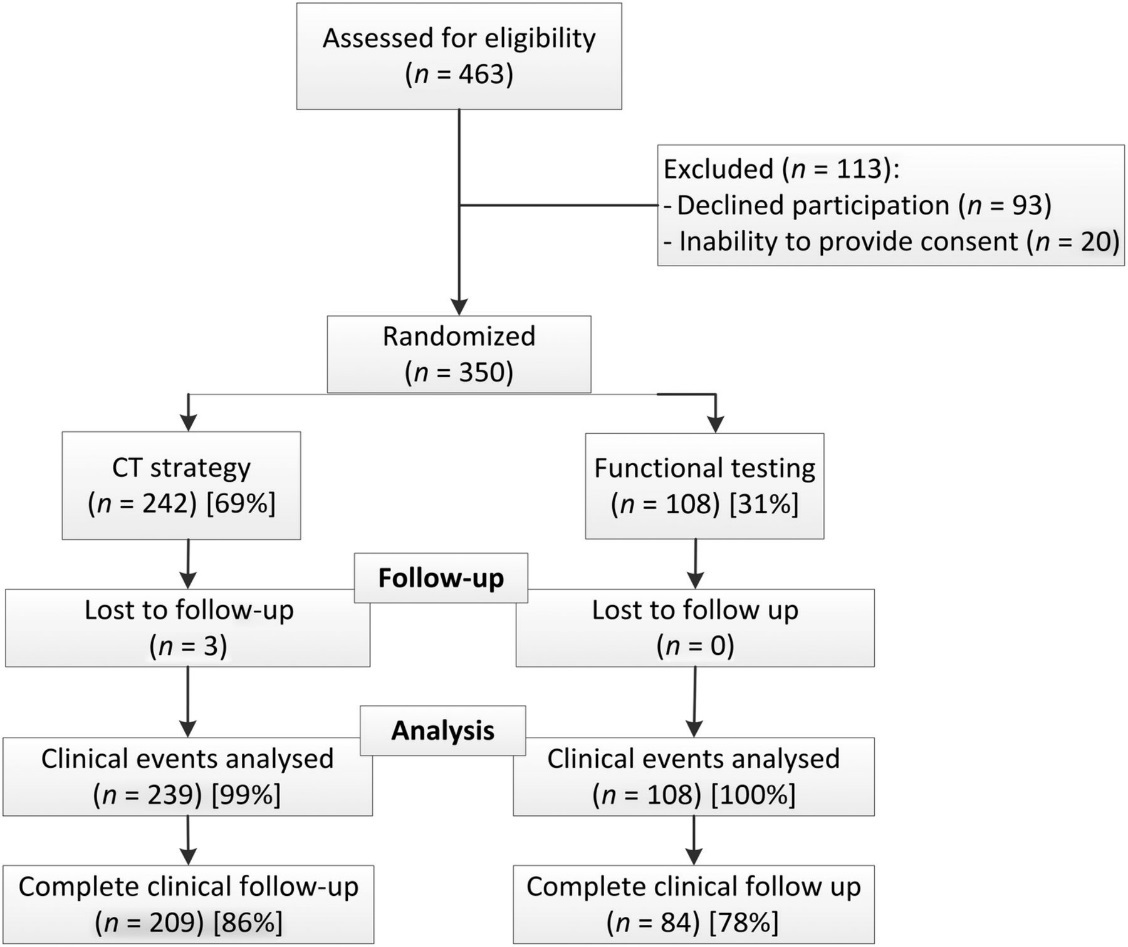 Assessed for eligibility
(n = 463)
Excluded (n = 113):
- Declined participation (n = 93)
- Inability to provide consent (n = 20)
Randomized
(n = 350)
CT strategy
(n = 242) [69%]
Functional testing
(n = 108) [31%]
Follow-up
Lost to follow-up
(n = 3)
Lost to follow up
(n = 0)
Analysis
Clinical events analysed
(n = 239) [99%]
Clinical events analysed
(n = 108) [100%]
Complete clinical follow-up
(n = 209) [86%]
Complete clinical follow up
(n = 84) [78%]